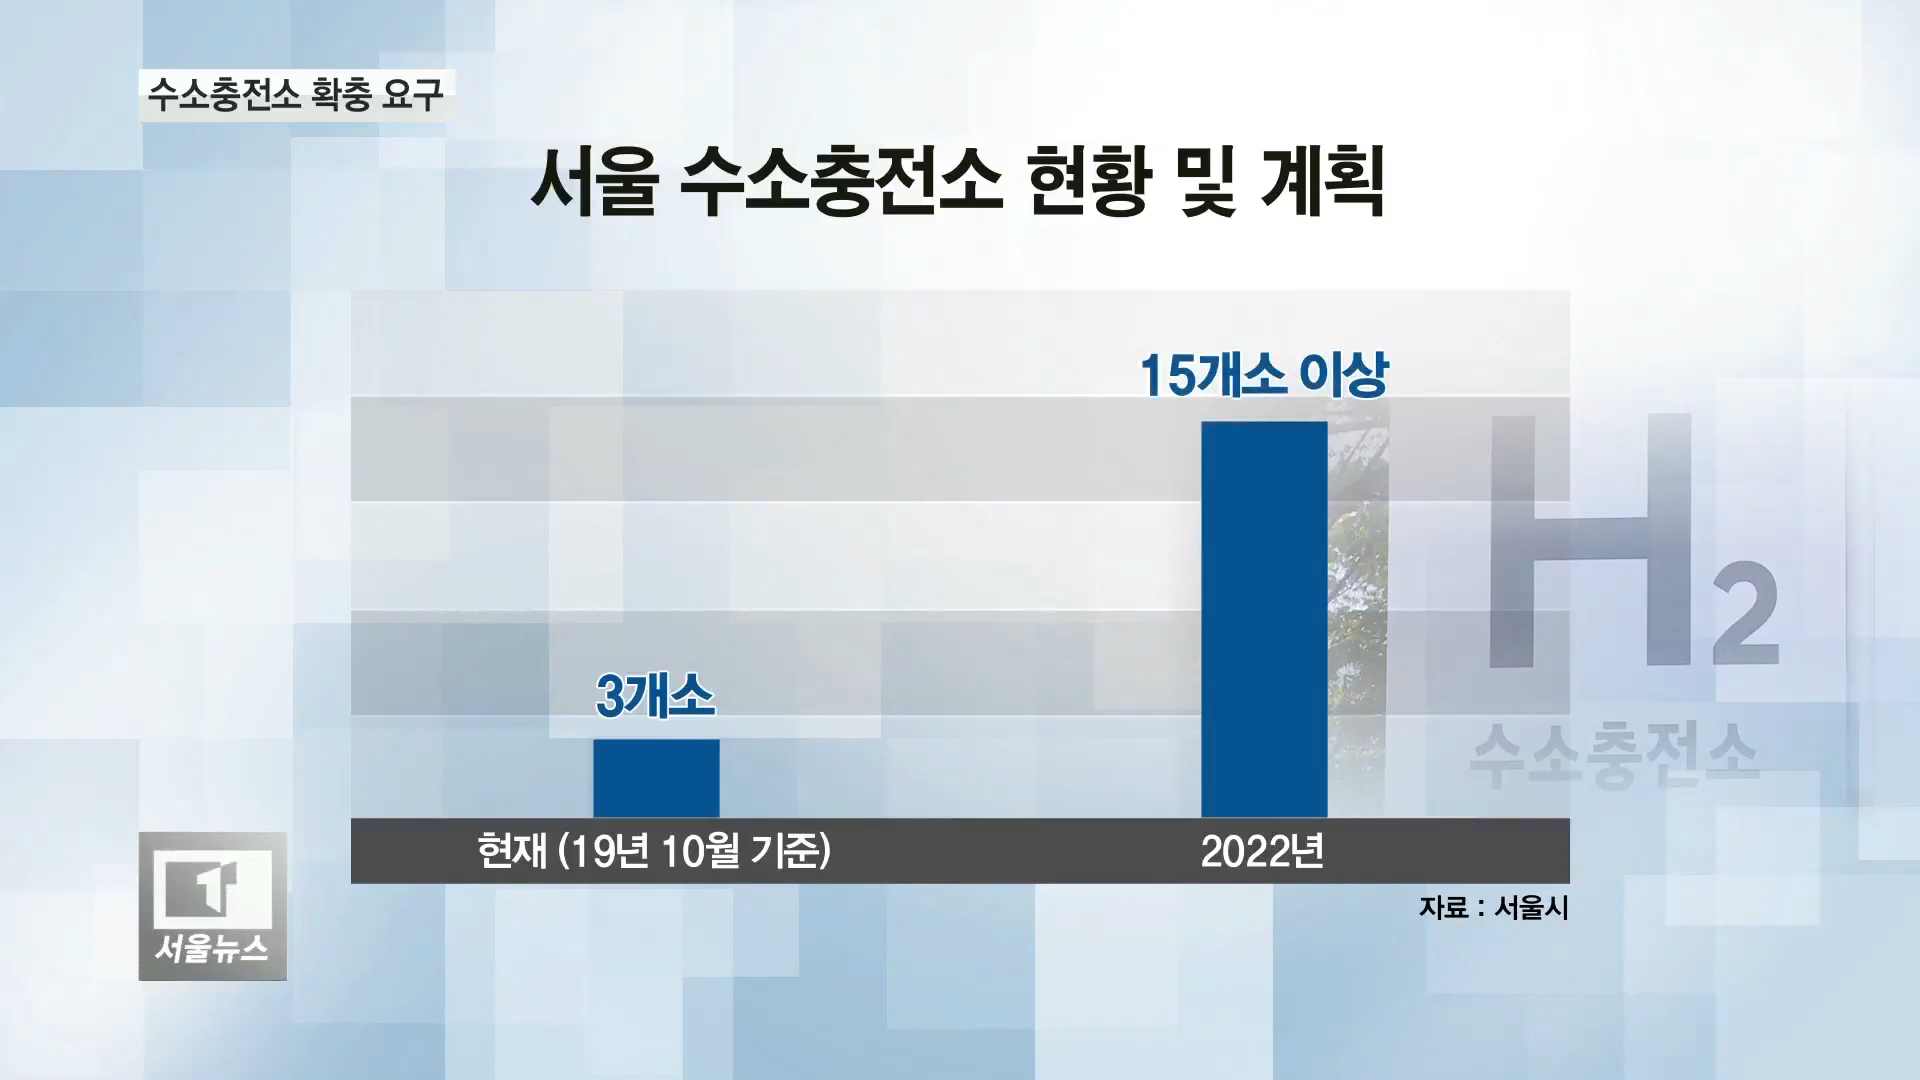 수소충전소 확충 요구
서울 수소충전소 현황 및 계획
15개소 이상
3개소
H2
수소충전소
현재 (19년 10월 기준)
2022년
자료 : 서울시
서울뉴스